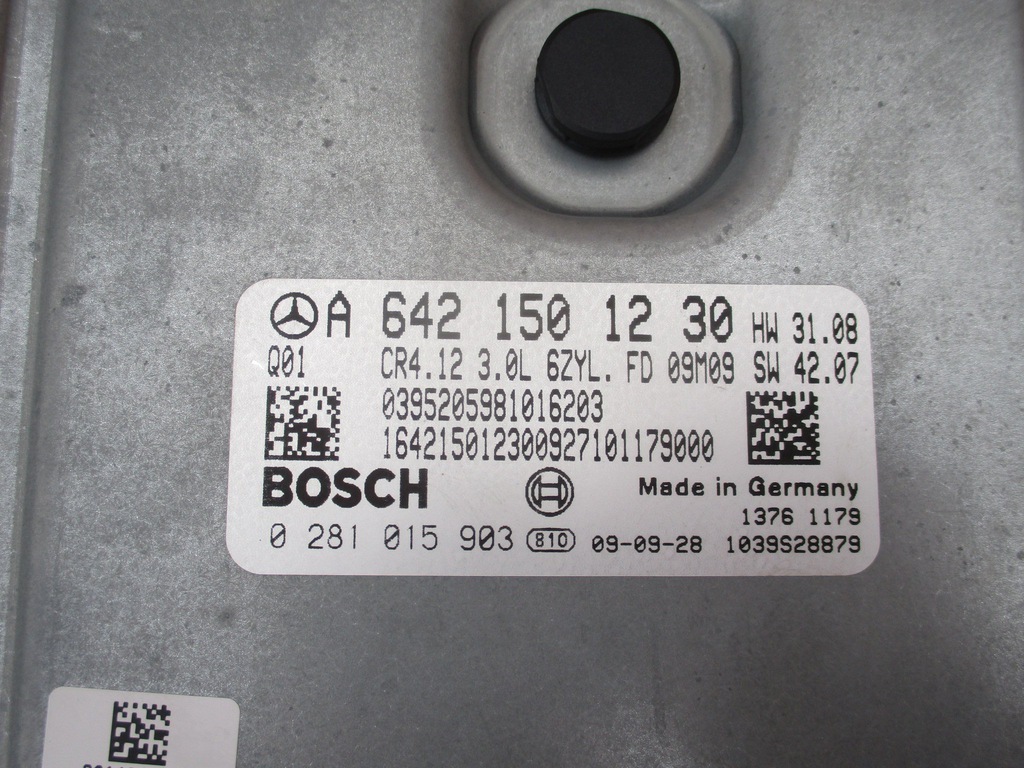 A 642 150 12 30 HW 31.08
Q01 CR4.12 3.0L 6ZYL. FD 09M09 SW 42.07
0395205981016203
164215012300927101179000
BOSCH Made in Germany
1376 1179
0 281 015 903 810 09-09-28 1039S28879